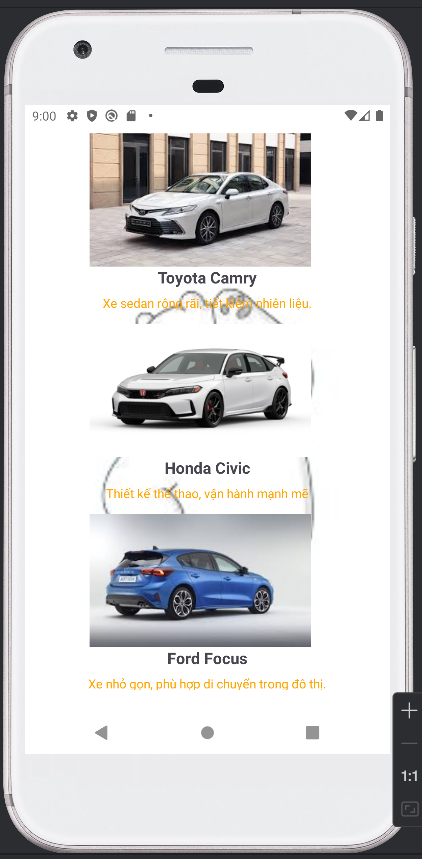 9:00
Toyota Camry
Xe sedan rộng rãi, tiết kiệm nhiên liệu.
Honda Civic
Thiết kế thể thao, vận hành mạnh mẽ
Ford Focus
Xe nhỏ gọn, phù hợp di chuyển trong đô thị.
1:1